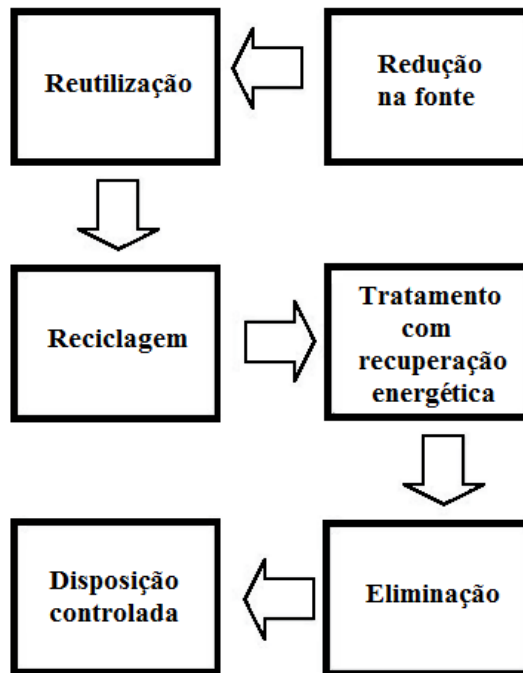 Redução
na fonte
Reutilização
Reciclagem
Tratamento
com
recuperação
energética
Eliminação
Disposição
controlada